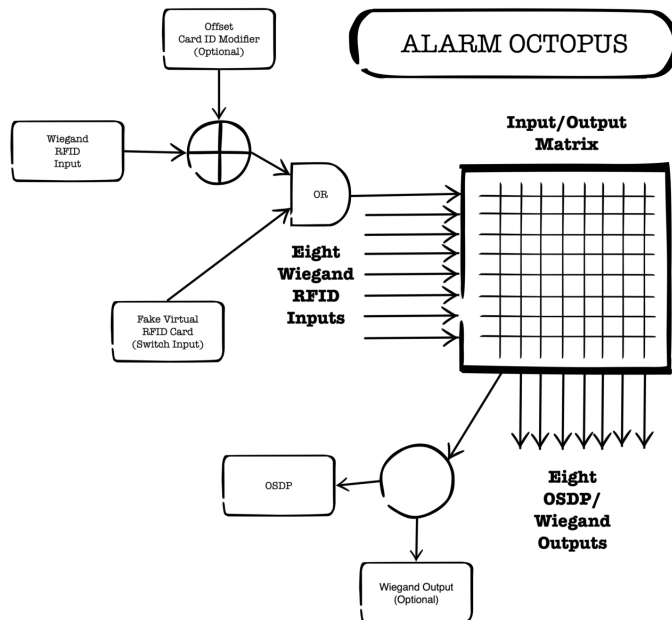 Offset
Card ID Modifier
(Optional)
ALARM OCTOPUS
Wiegand
RFID
Input
Input/Output
Matrix
OR
Eight
Wiegand
RFID
Inputs
Fake Virtual
RFID Card
(Switch Input)
OSDP
Eight
OSDP/
Wiegand
Outputs
Wiegand Output
(Optional)